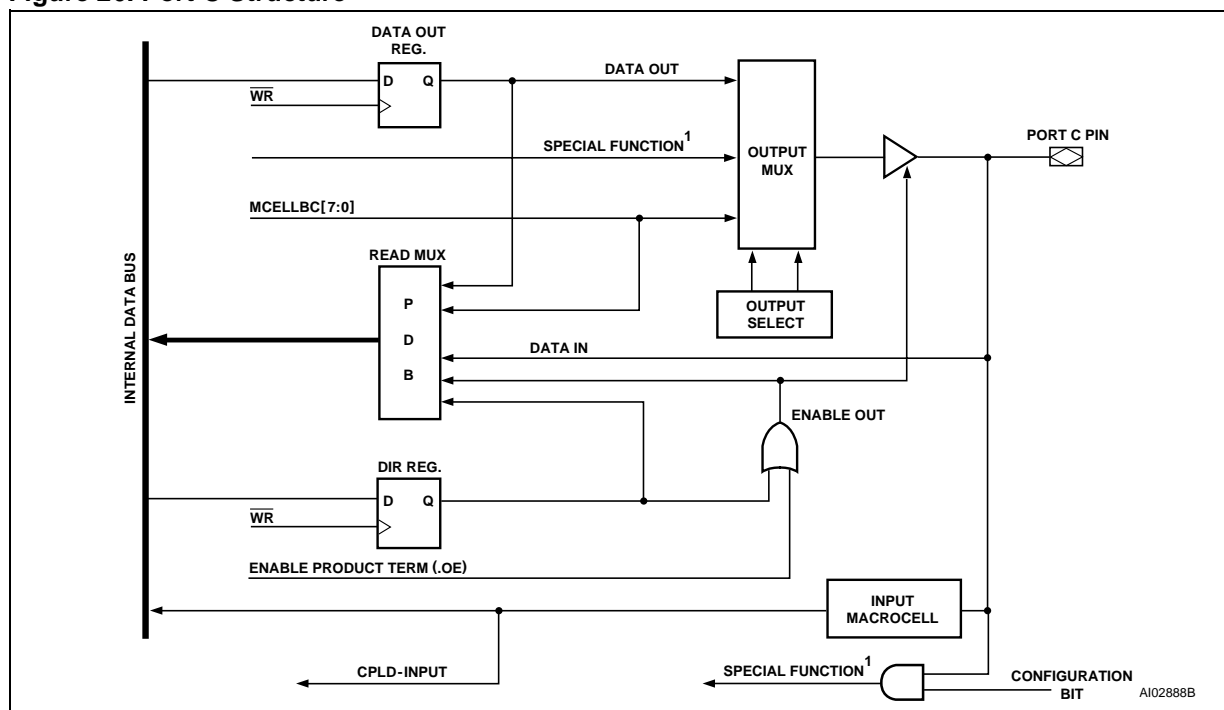 DATA OUT
REG.
D Q
WR
DATA OUT
SPECIAL FUNCTION1
OUTPUT
MUX
PORT C PIN
MCELLBC[7:0]
READ MUX
P
D
B
OUTPUT
SELECT
INTERNAL DATA BUS
DATA IN
ENABLE OUT
DIR REG.
D Q
WR
ENABLE PRODUCT TERM (.OE)
INPUT
MACROCELL
CPLD-INPUT
SPECIAL FUNCTION1
CONFIGURATION
BIT
AI02888B